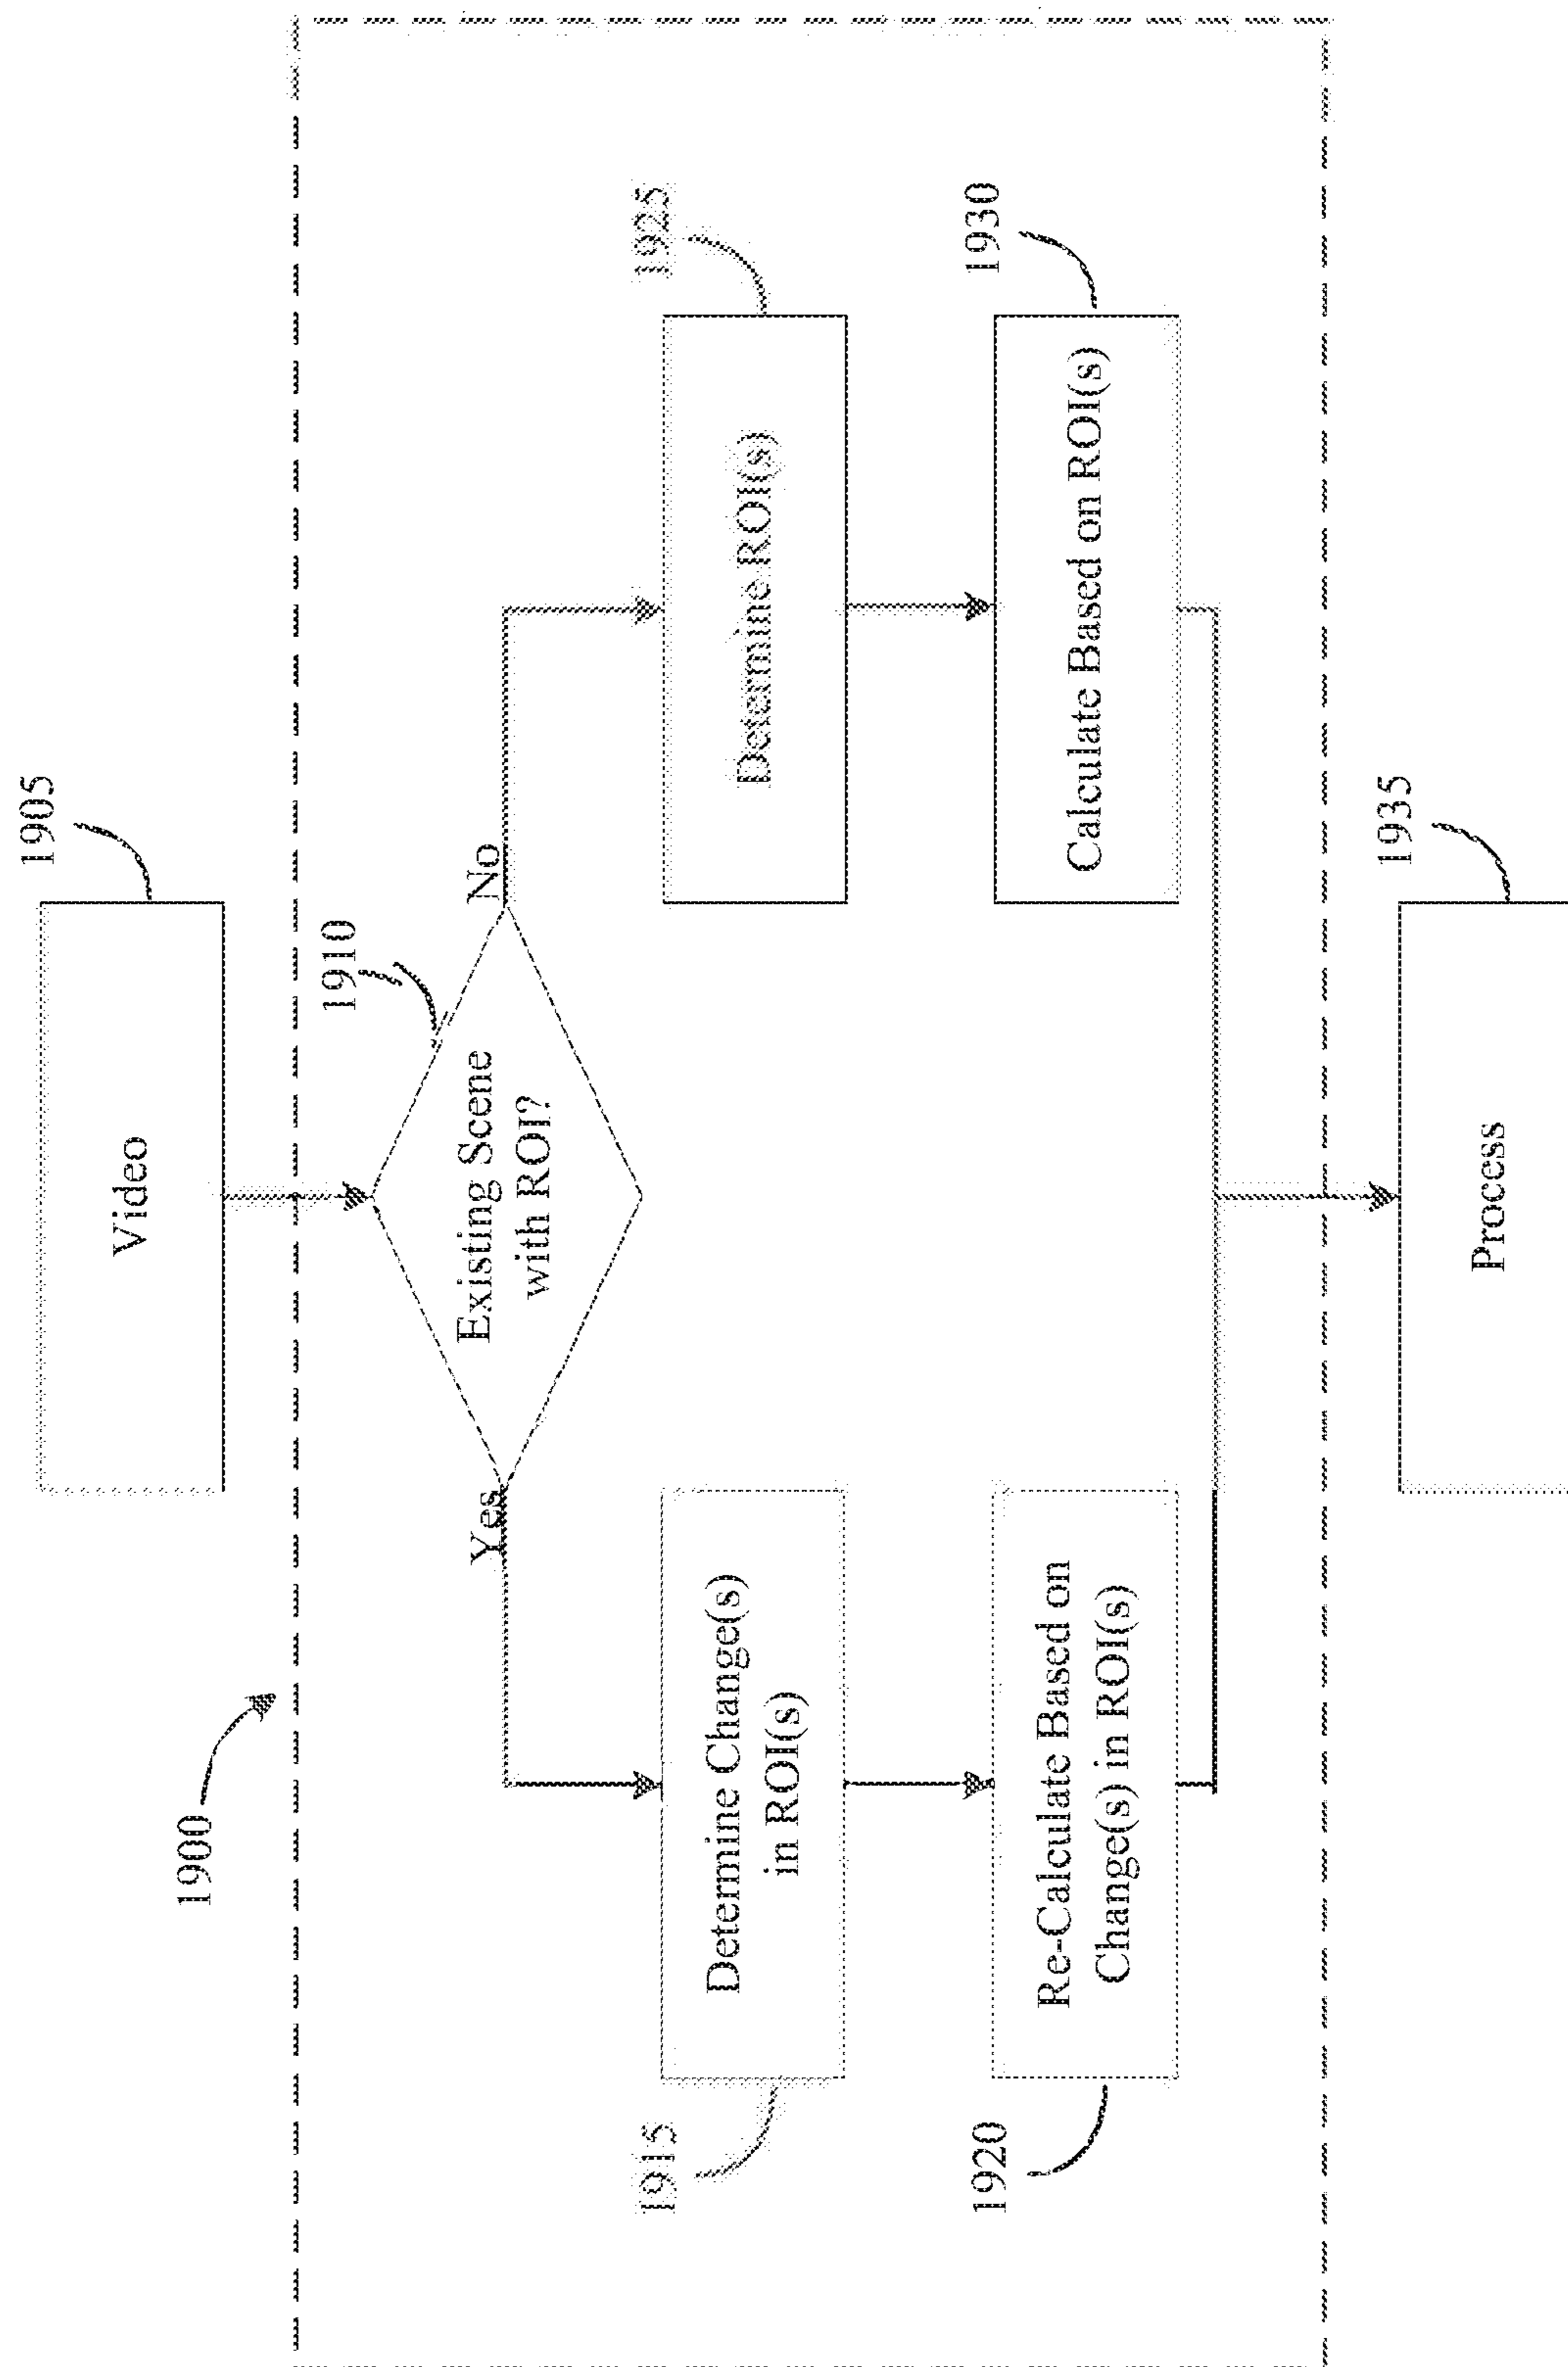 1905
Video
1900
1910
Existing Scene
with ROI?
Yes
No
1915
Determine Change(s)
in ROI(s)
1925
Determine ROI(s)
1920
Re-Calculate Based on
Change(s) in ROI(s)
1930
Calculate Based on ROI(s)
1935
Process